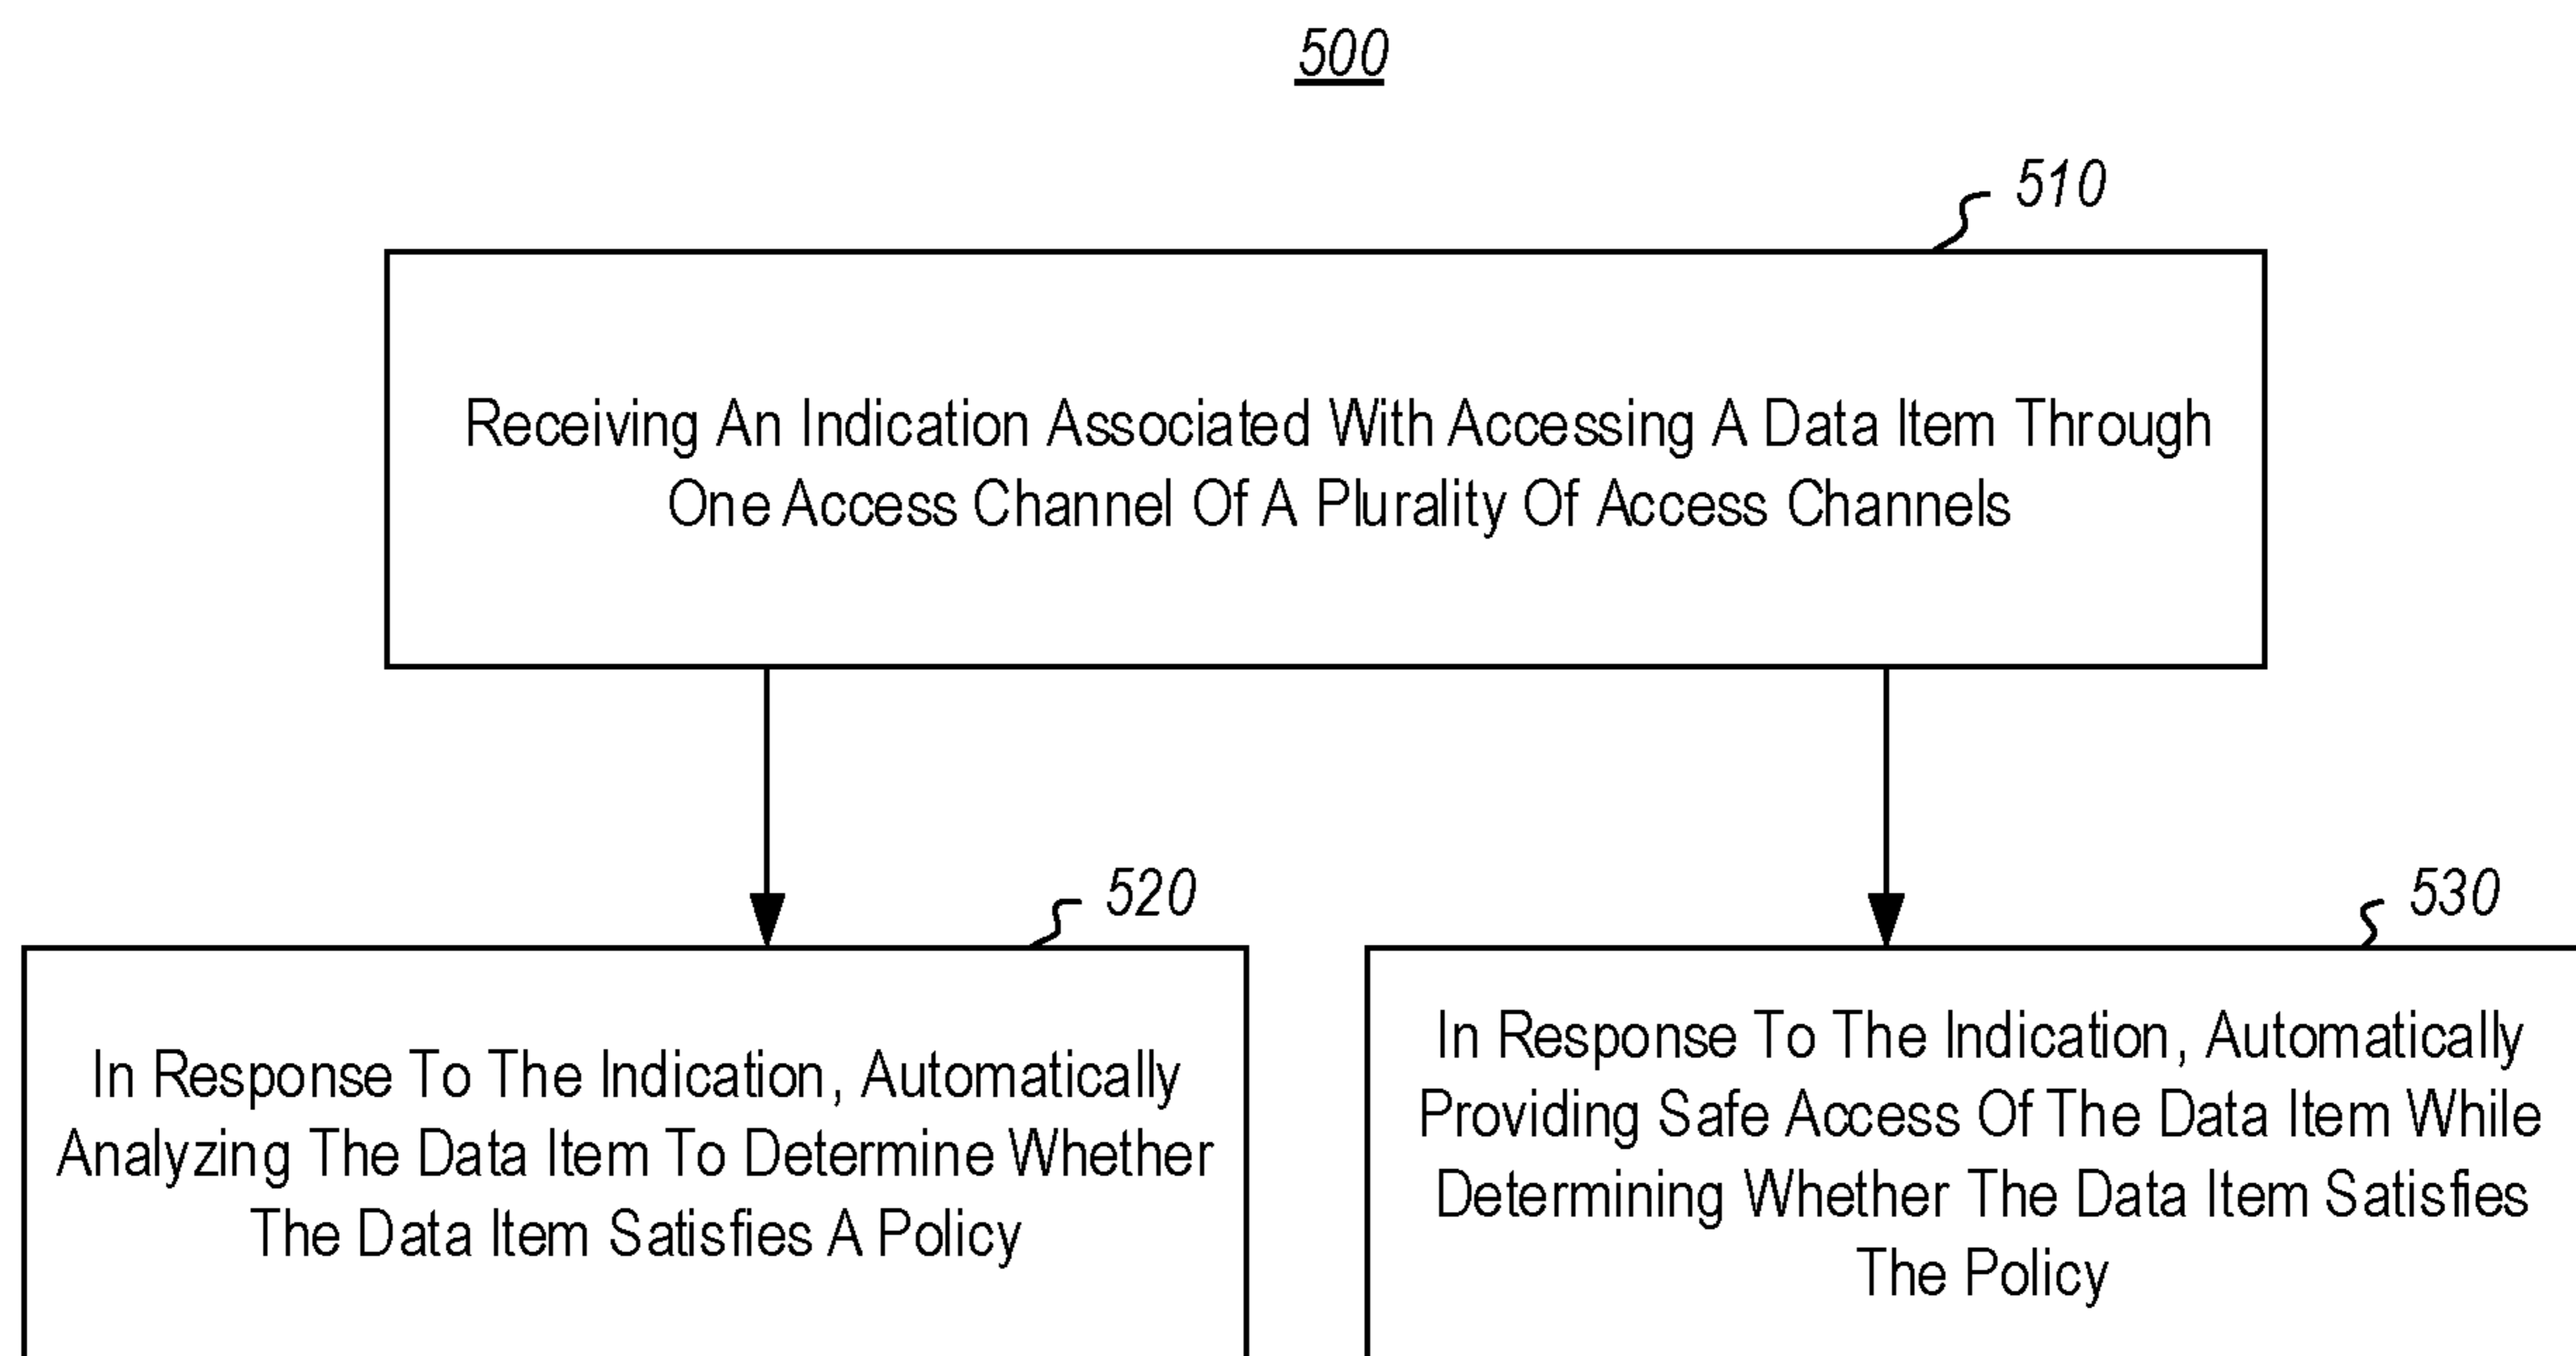 500
510
Receiving An Indication Associated With Accessing A Data Item Through
One Access Channel Of A Plurality Of Access Channels
520
In Response To The Indication, Automatically
Analyzing The Data Item To Determine Whether
The Data Item Satisfies A Policy
530
In Response To The Indication, Automatically
Providing Safe Access Of The Data Item While
Determining Whether The Data Item Satisfies
The Policy